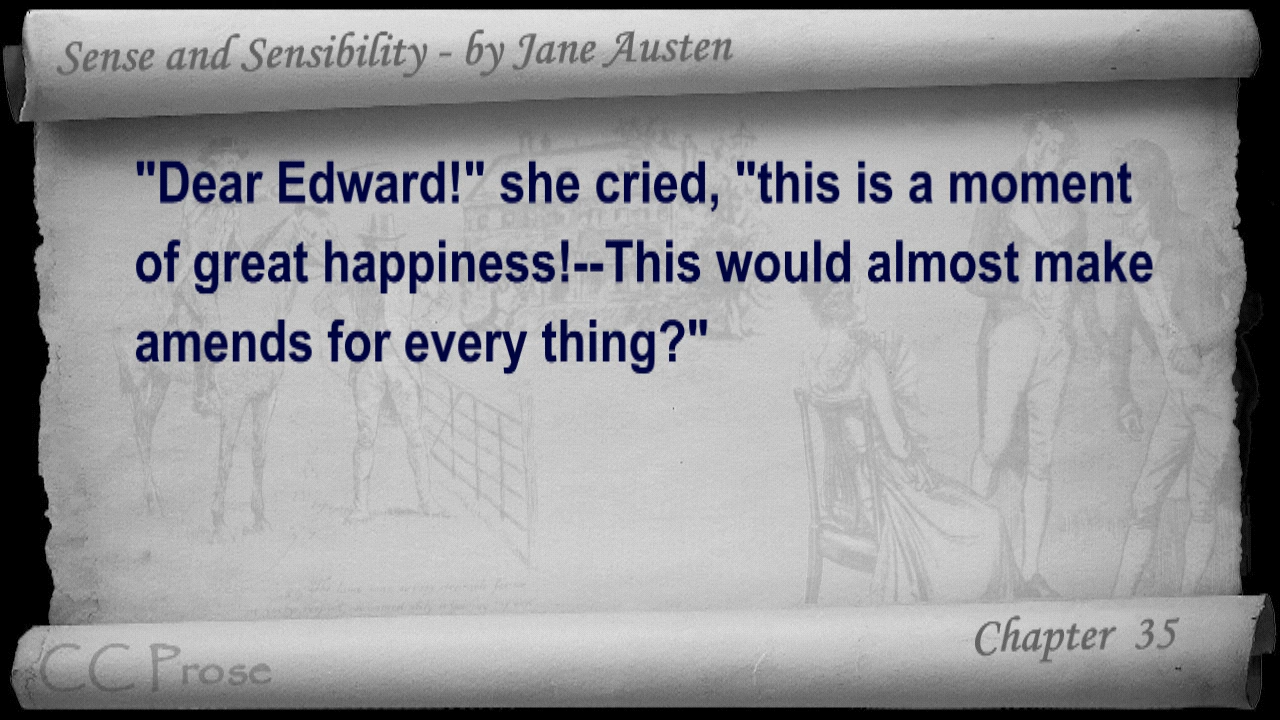 Sense and Sensibility - by Jane Austen
"Dear Edward!" she cried, "this is a moment
of great happiness!--This would almost make
amends for every thing?"
Chapter 35
CC Prose